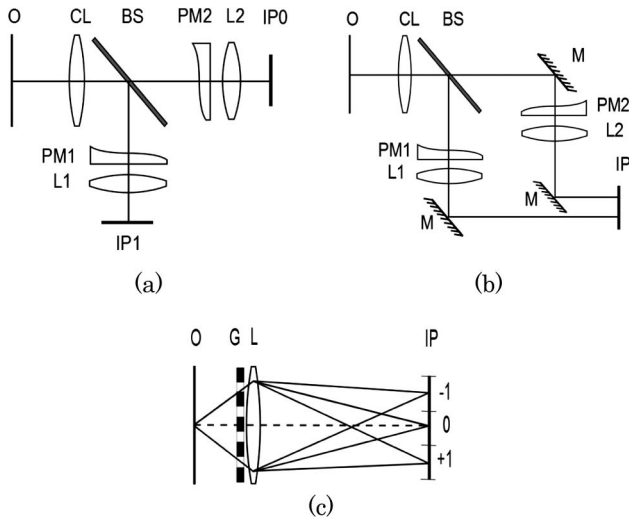 O CL BS PM2 L2 IP0
PM1
L1
IP1
(a)
O CL BS
M
PM2
L2
PM1
L1
IP
M
M
(b)
O G L IP
-1
0
+1
(c)